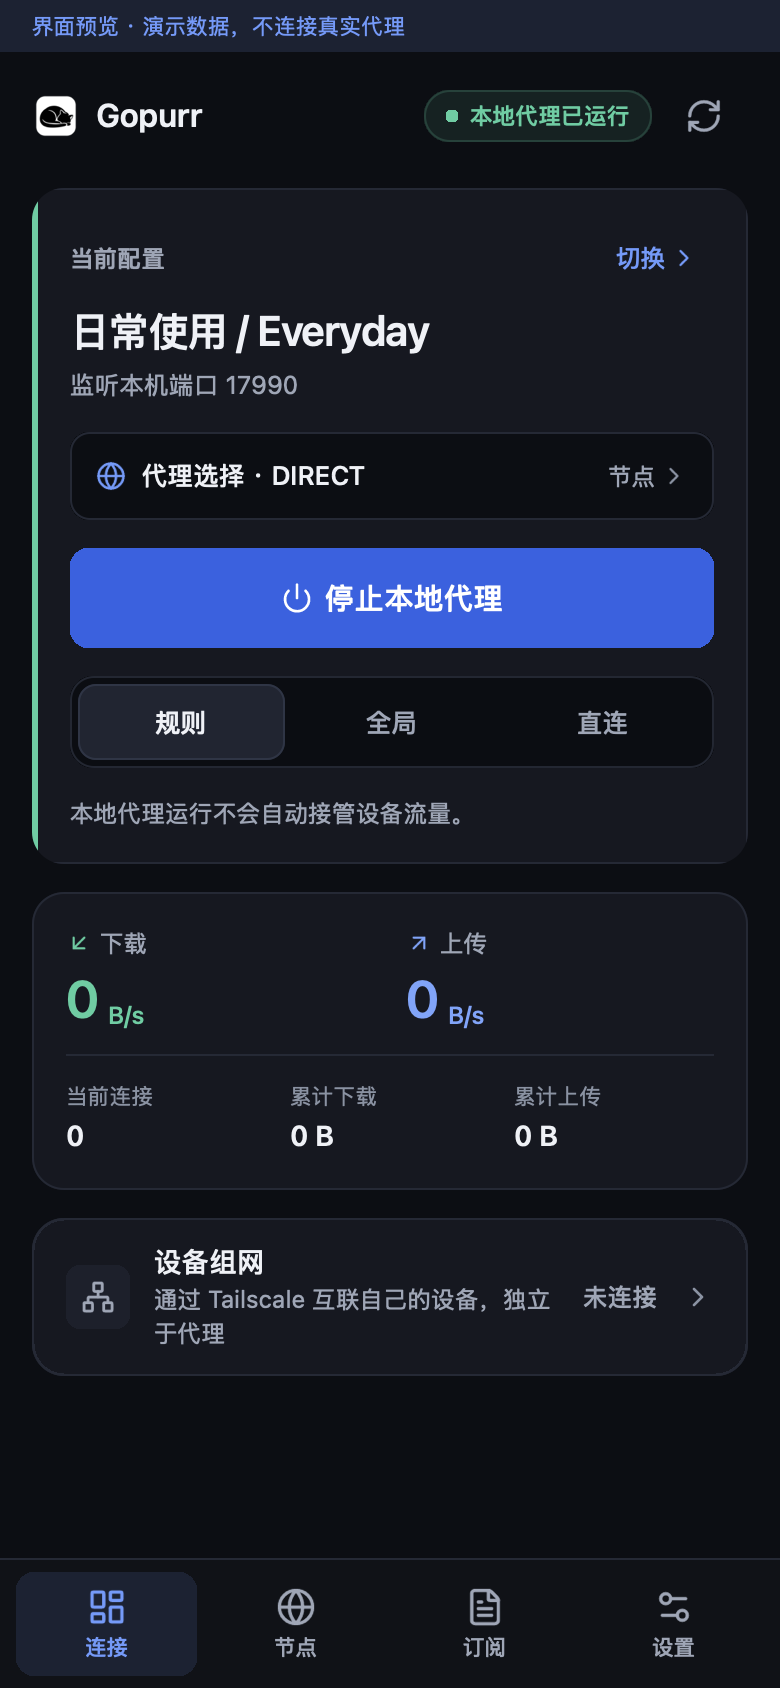 界面预览 · 演示数据，不连接真实代理
Gopurr
本地代理已运行
当前配置
切换
日常使用 / Everyday
监听本机端口 17990
代理选择 · DIRECT
节点
停止本地代理
规则
全局
直连
本地代理运行不会自动接管设备流量。
下载
上传
0 B/s
0 B/s
当前连接
累计下载
累计上传
0
0 B
0 B
设备组网
通过 Tailscale 互联自己的设备，独立
于代理
未连接
连接
节点
订阅
设置